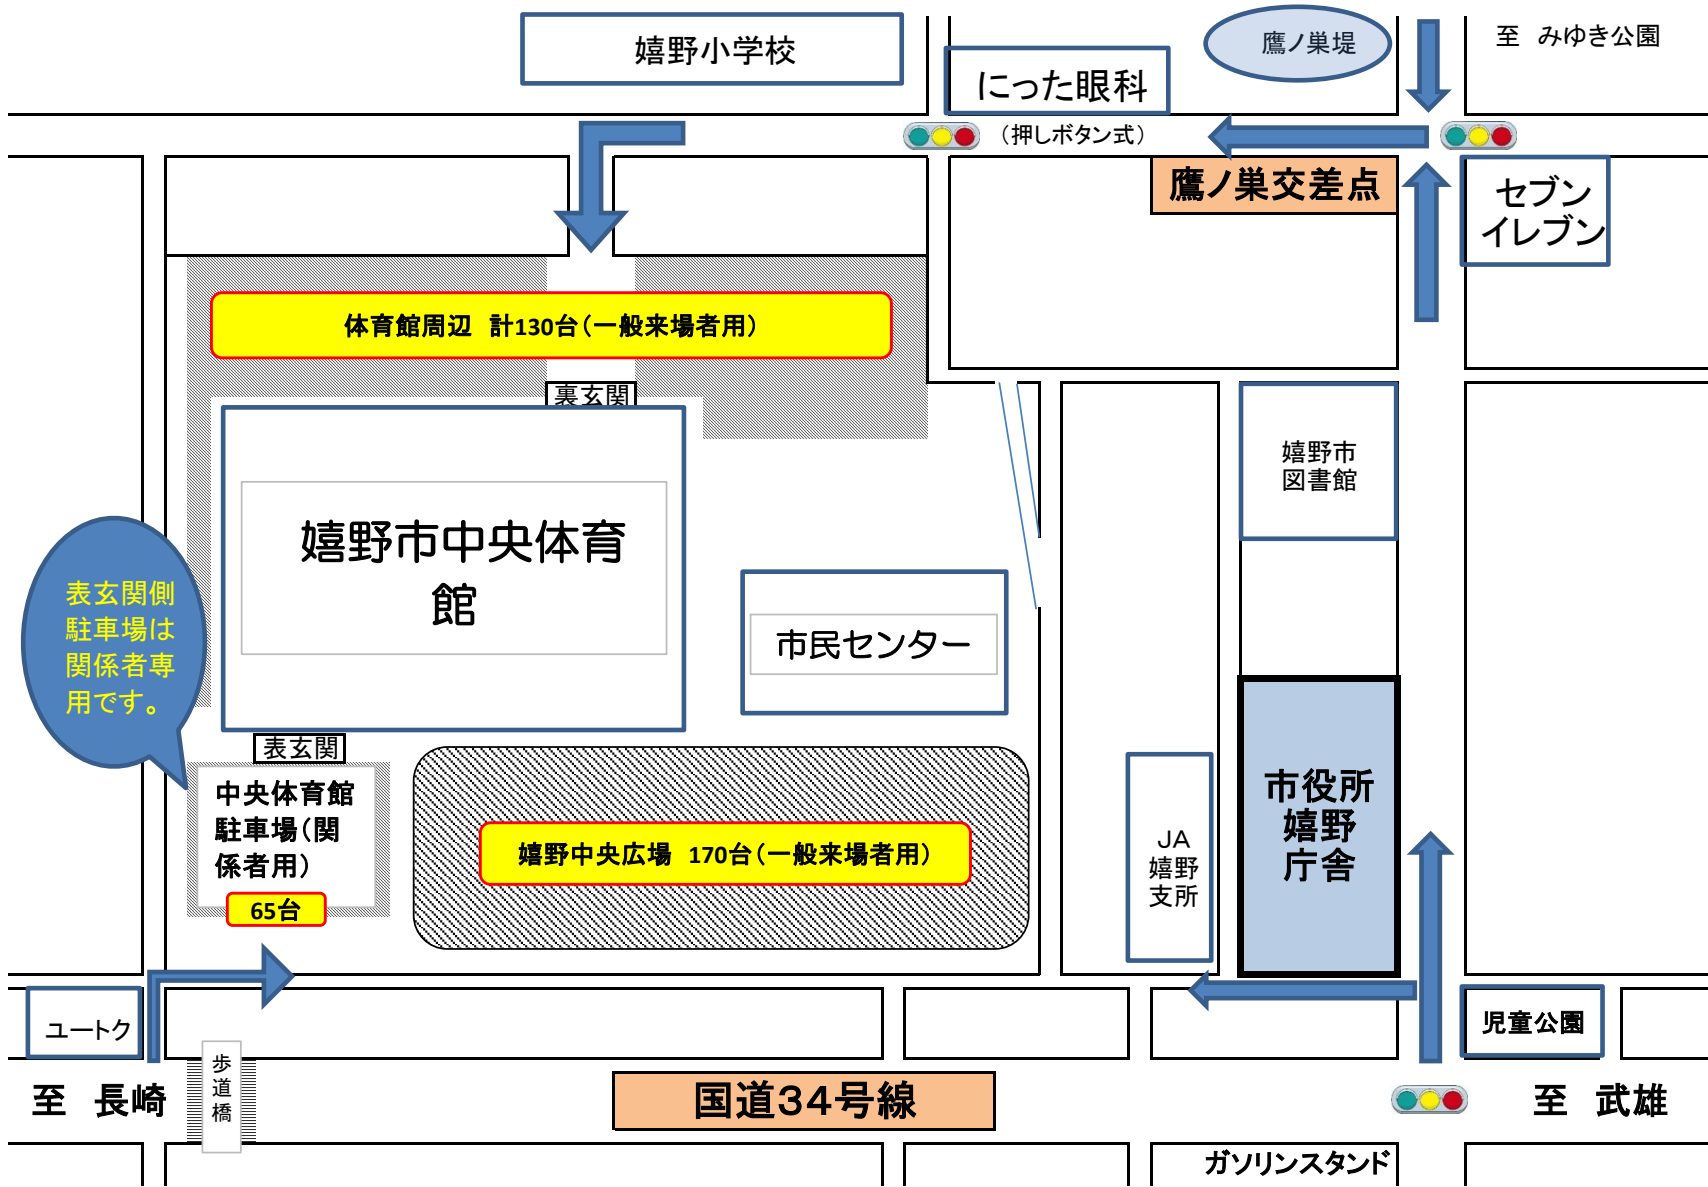 嬉野小学校
鷹ノ巣堤
至　みゆき公園
にった眼科
（押しボタン式）
鷹ノ巣交差点
セブン
イレブン
体育館周辺　計130台（一般来場者用）
裏玄関
嬉野市中央体育
館
嬉野市
図書館
表玄関側
駐車場は
関係者専
用です。
市民センター
表玄関
中央体育館
駐車場（関
係者用）
65台
嬉野中央広場　170台（一般来場者用）
JA
嬉野
支所
市役所
嬉野
庁舎
ユートク
児童公園
歩
道
橋
至　長崎
国道34号線
至　武雄
ガソリンスタンド